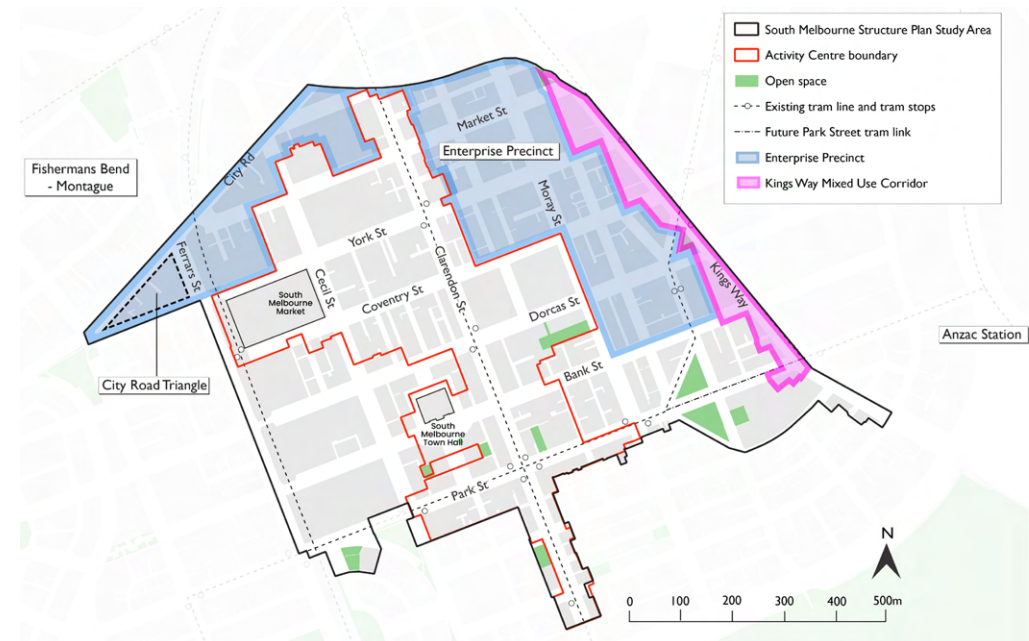 South Melbourne Structure Plan Study Area
Activity Centre boundary
Open space
Existing tram line and tram stops
Future Park Street tram link
Enterprise Precinct
Kings Way Mixed Use Corridor
Fishermans Bend
- Montague
City Rd
Market St
Enterprise Precinct
Moray St
York St
Ferrars St
Cecil St
Clarendon St
Kings Way
South
Melbourne
Market
Coventry St
Dorcas St
Anzac Station
City Road Triangle
Bank St
South
Melbourne
Town Hall
Park St
N
0 100 200 300 400 500m